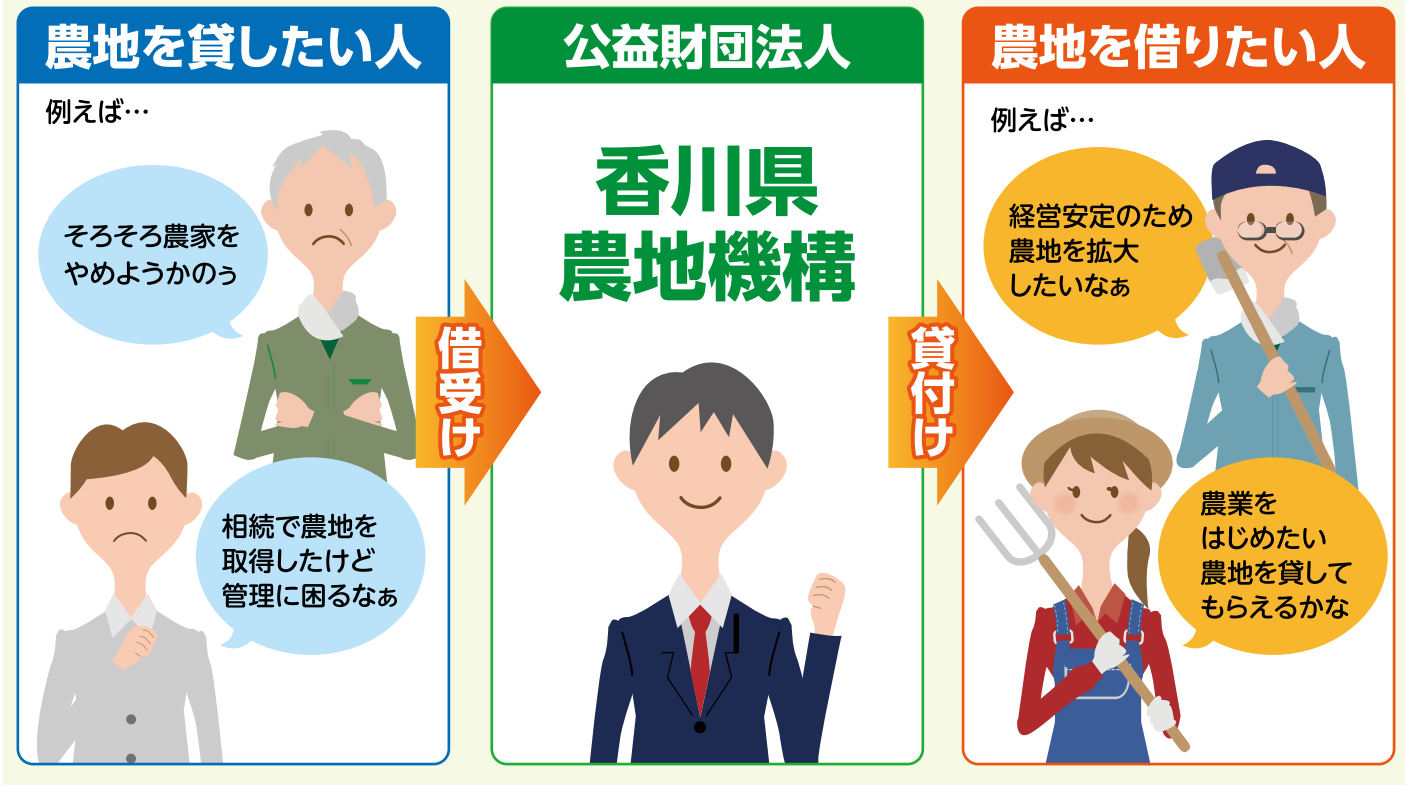 農地を貸したい人
例えば…
そろそろ農家を
やめようかのぅ
相続で農地を
取得したけど
管理に困るなぁ
借受け
公益財団法人
香川県
農地機構
貸付け
農地を借りたい人
例えば…
経営安定のため
農地を拡大
したいなぁ
農業を
はじめたい
農地を貸して
もらえるかな